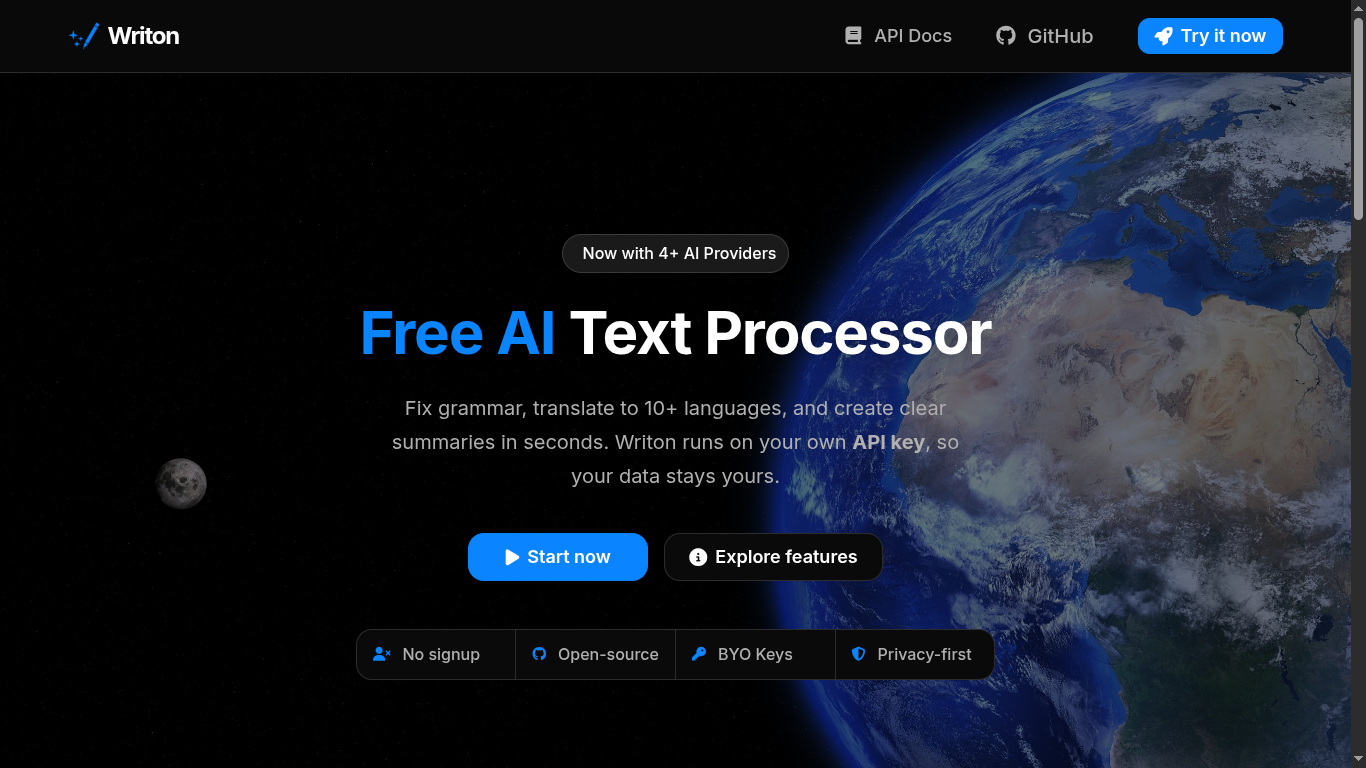 Writon
API Docs
GitHub
Try it now
Now with 4+ AI Providers
Free AI Text Processor
Fix grammar, translate to 10+ languages, and create clear
summaries in seconds. Writon runs on your own API key, so
your data stays yours.
Start now
Explore features
No signup
Open-source
BYO Keys
Privacy-first